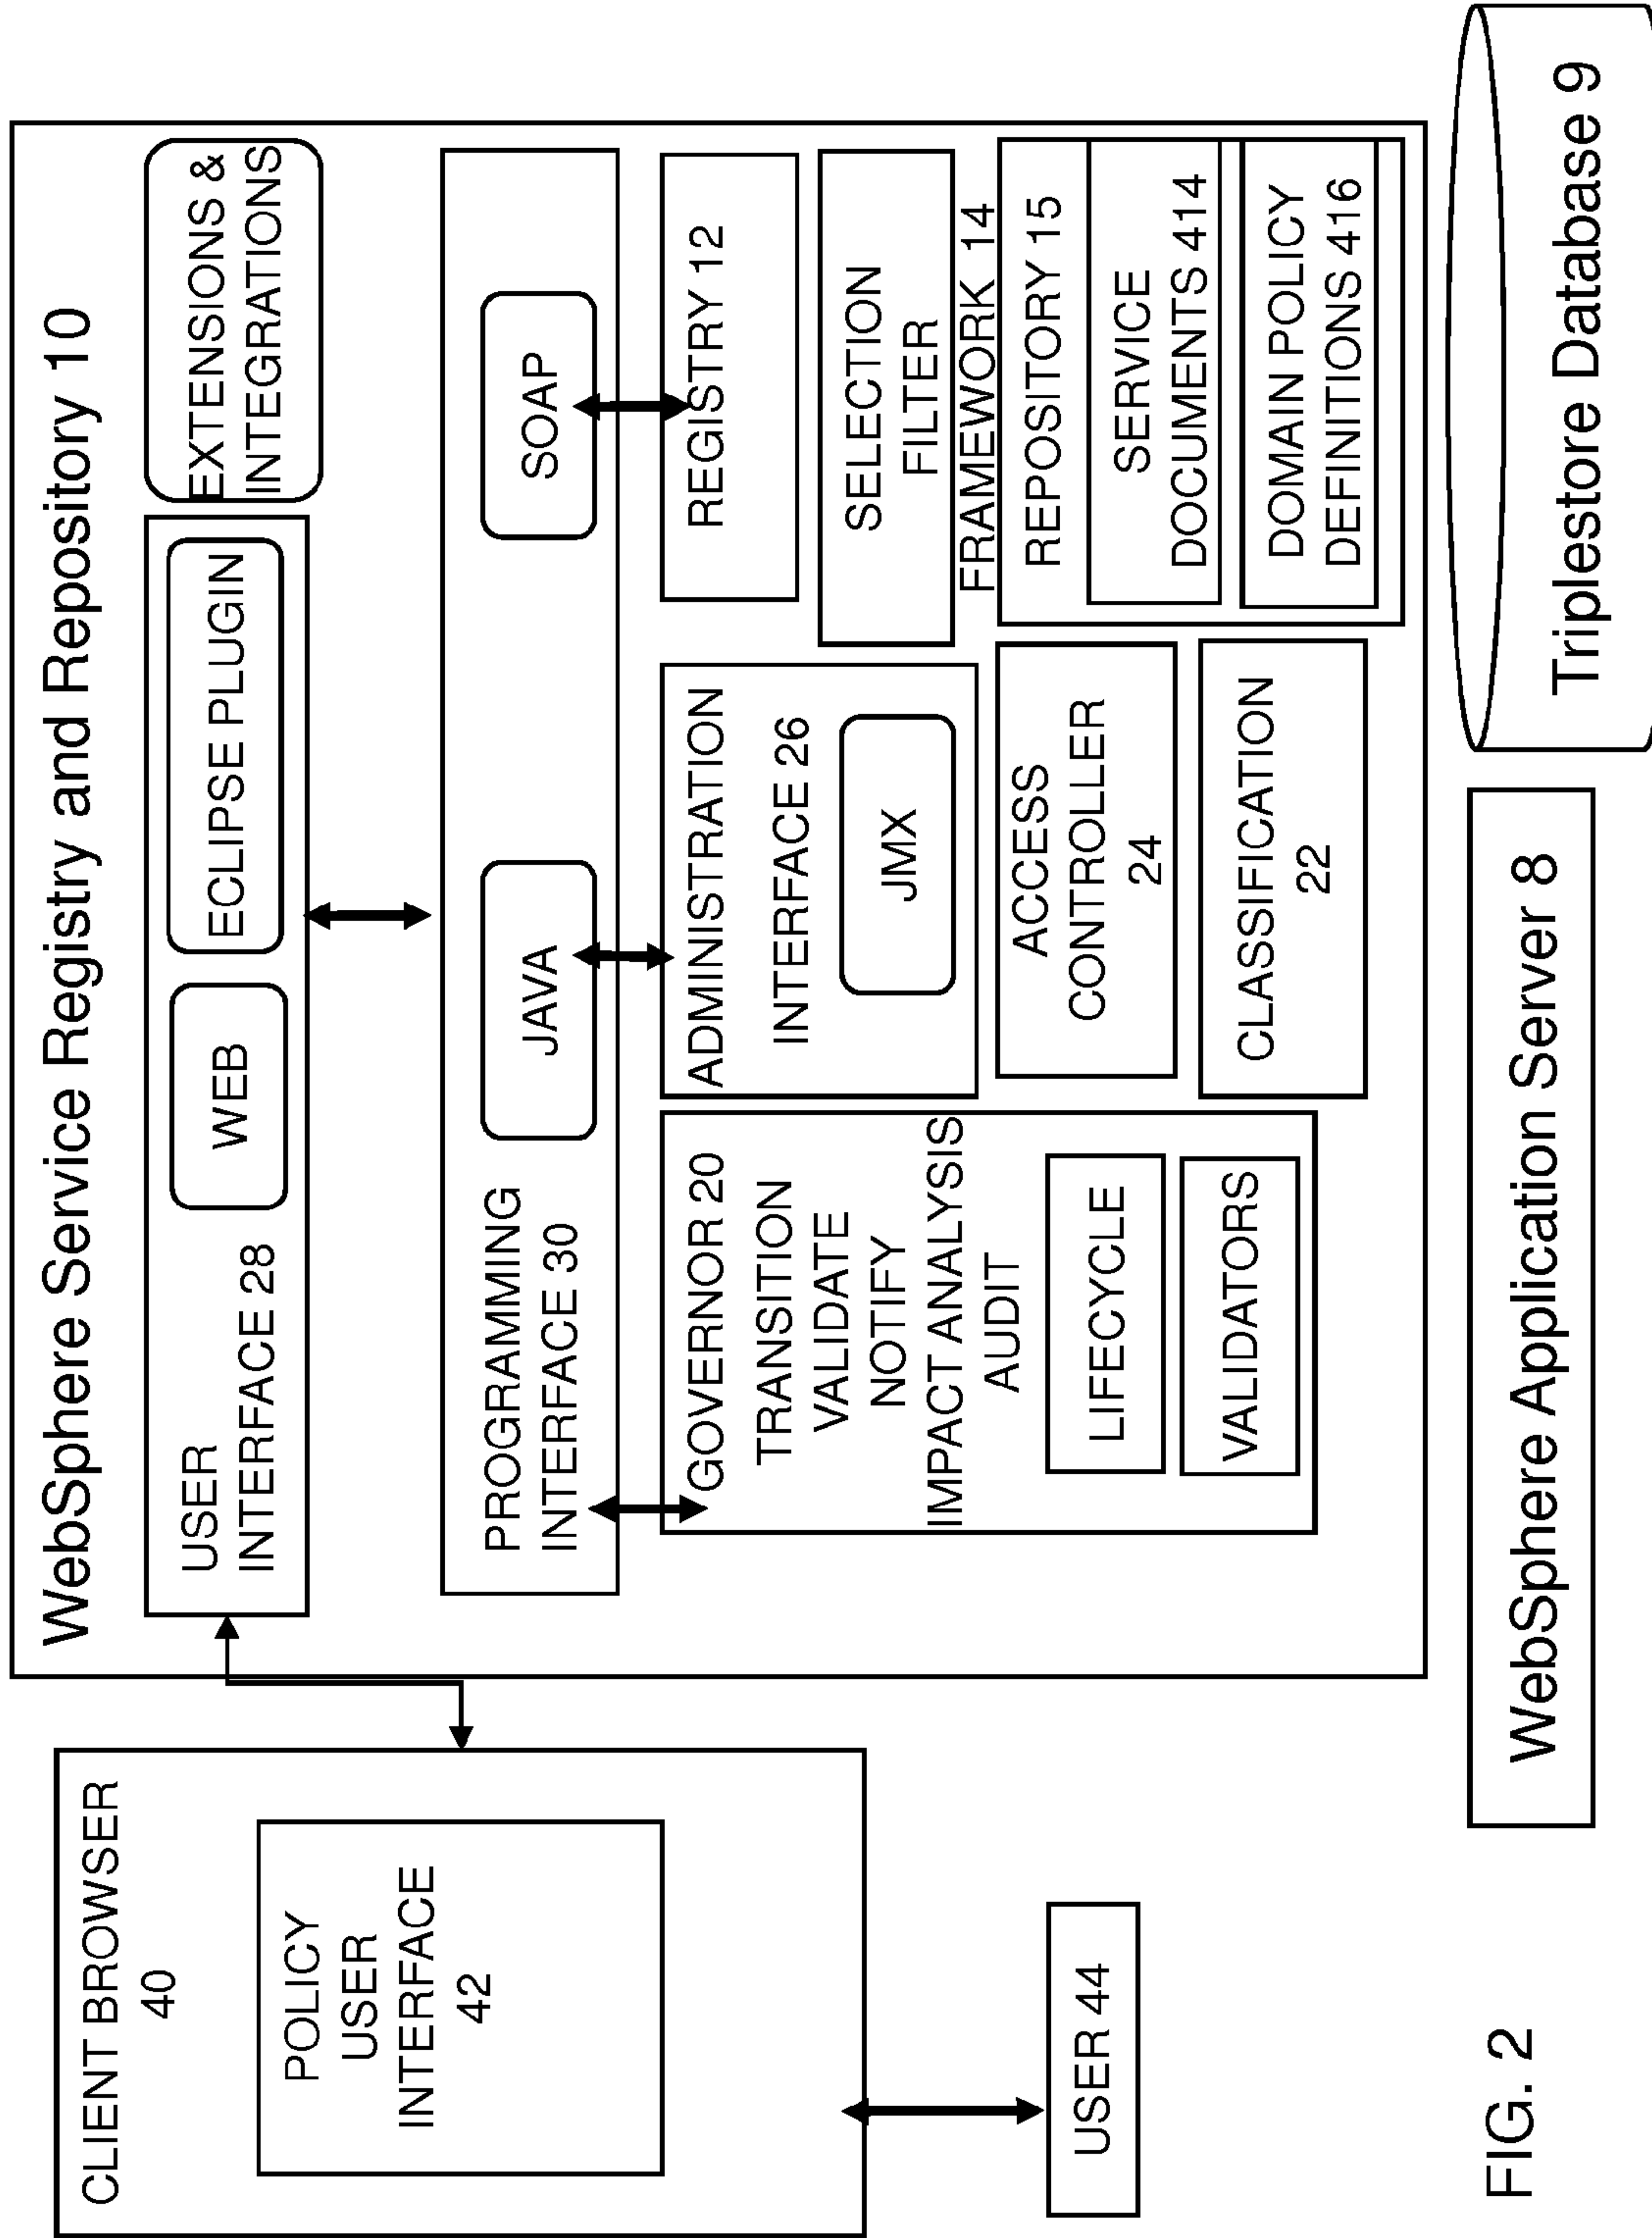 WebSphere Service Registry and Repository 10
CLIENT BROWSER
40
POLICY
USER
INTERFACE
42
USER 44
USER
INTERFACE 28
WEB
ECLIPSE PLUGIN
EXTENSIONS &
INTEGRATIONS
PROGRAMMING
INTERFACE 30
JAVA
SOAP
GOVERNOR 20
TRANSITION
VALIDATE
NOTIFY
IMPACT ANALYSIS
AUDIT
LIFECYCLE
VALIDATORS
ADMINISTRATION
INTERFACE 26
JMX
ACCESS
CONTROLLER
24
CLASSIFICATION
22
REGISTRY 12
SELECTION
FILTER
FRAMEWORK 14
REPOSITORY 15
SERVICE
DOCUMENTS 414
DOMAIN POLICY
DEFINITIONS 416
WebSphere Application Server 8
Triplestore Database 9
FIG. 2